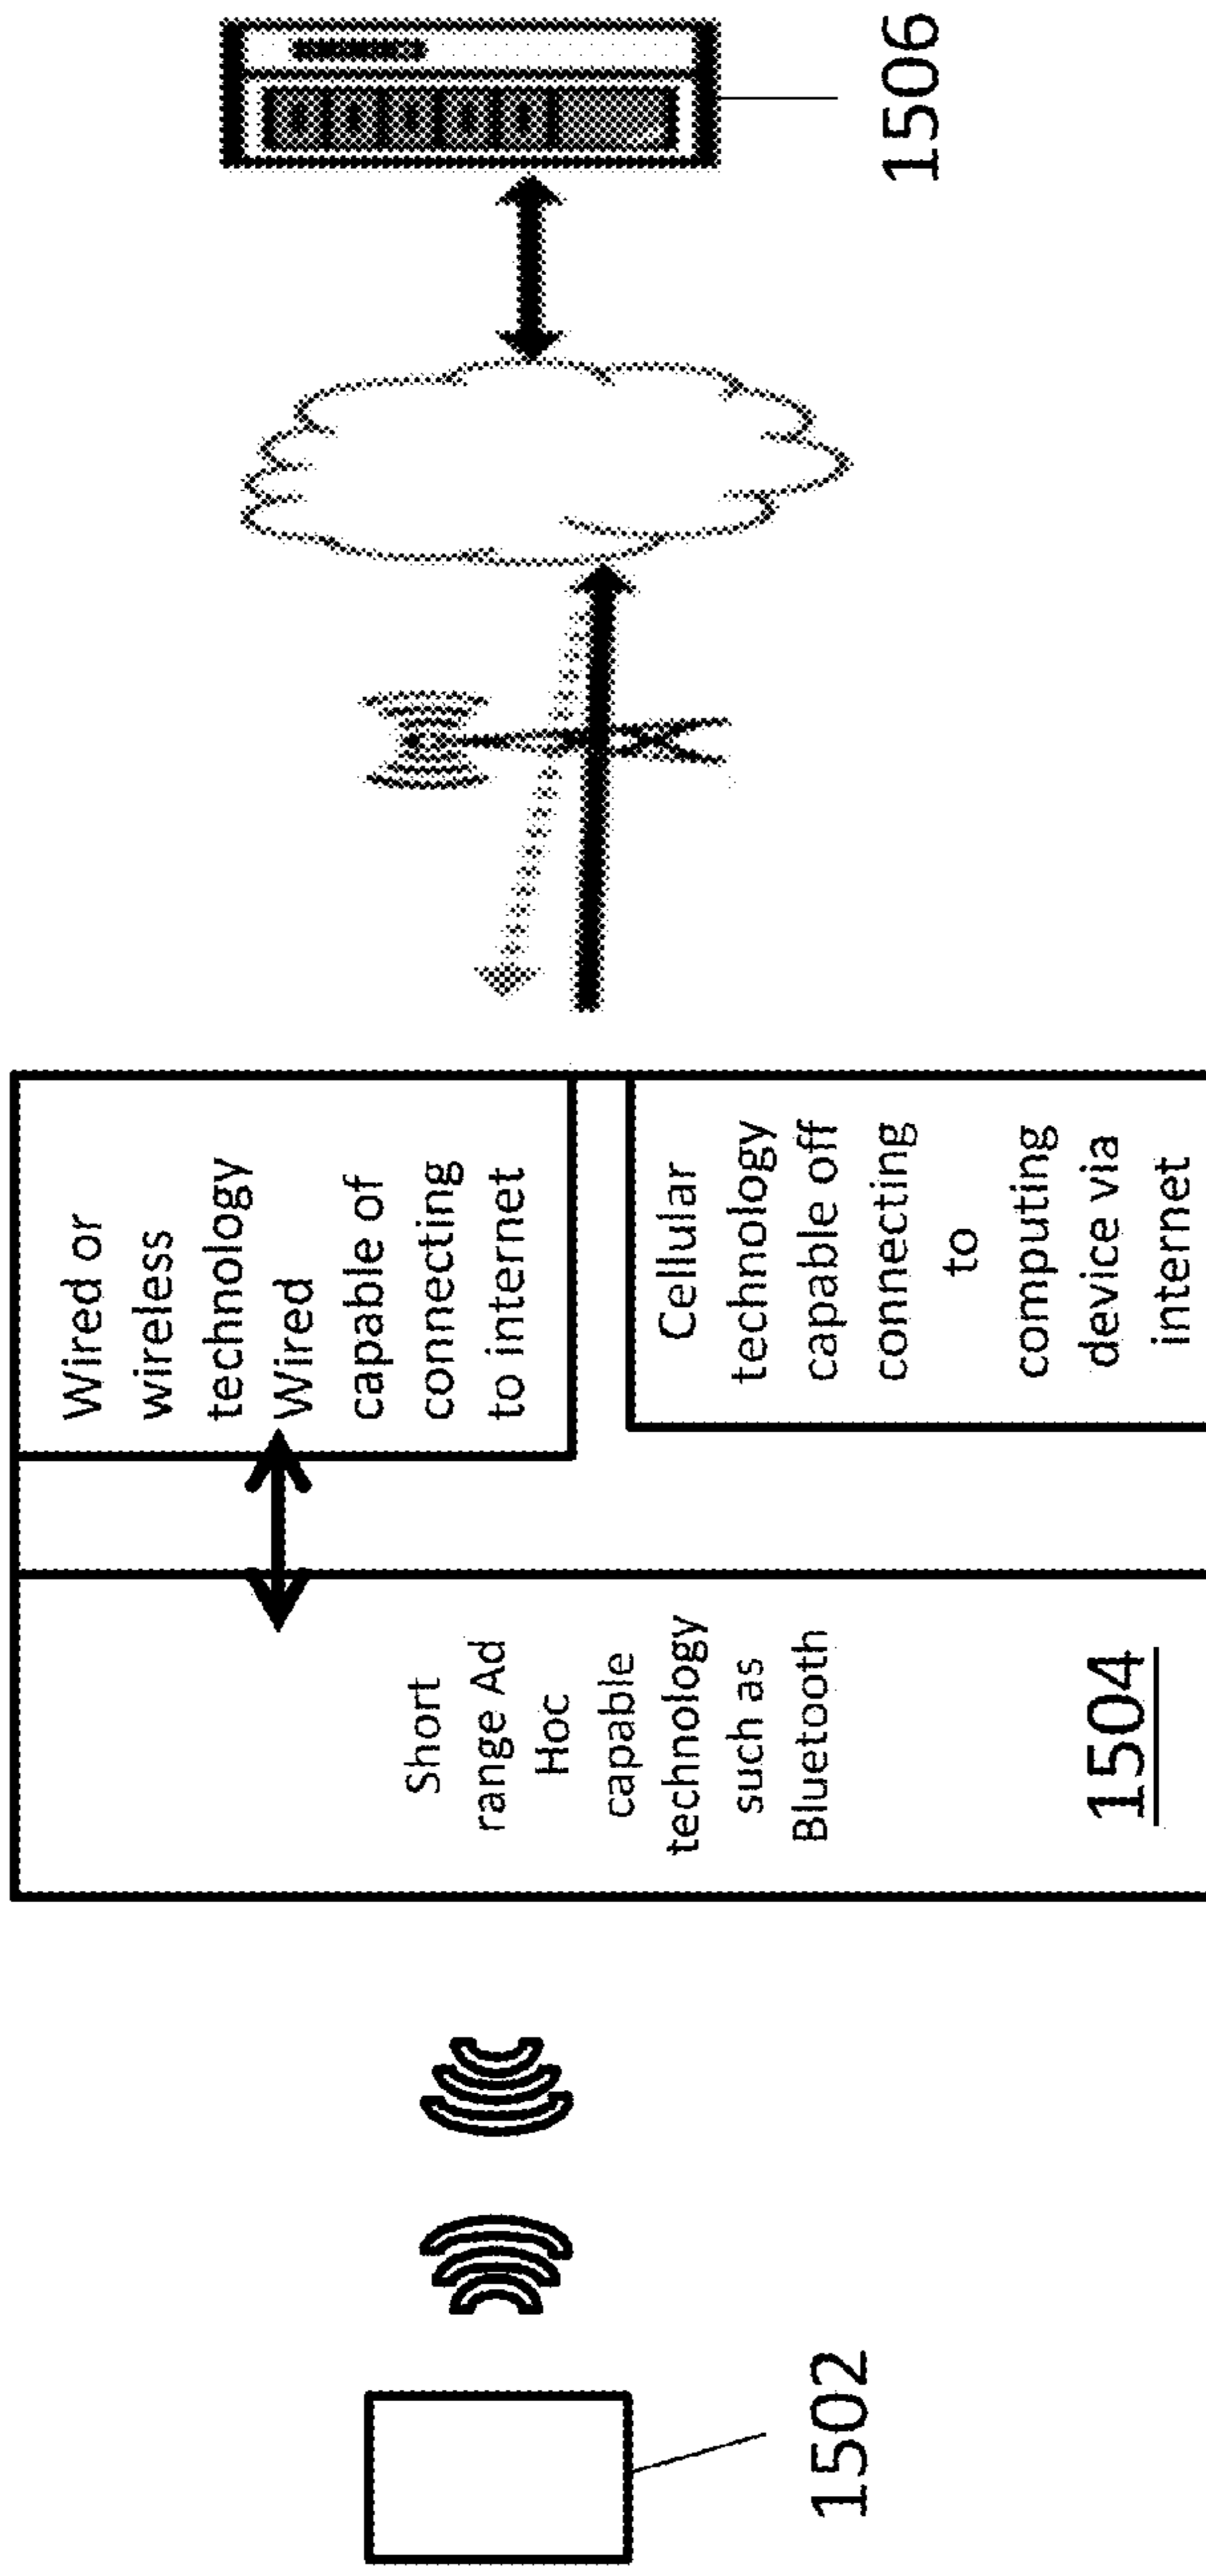 1502
Short
range Ad
Hoc
capable
technology
such as
Bluetooth
1504
Wired or
wireless
technology
Wired
capable of
connecting
to internet
Cellular
technology
capable off
connecting
to
computing
device via
internet
1506